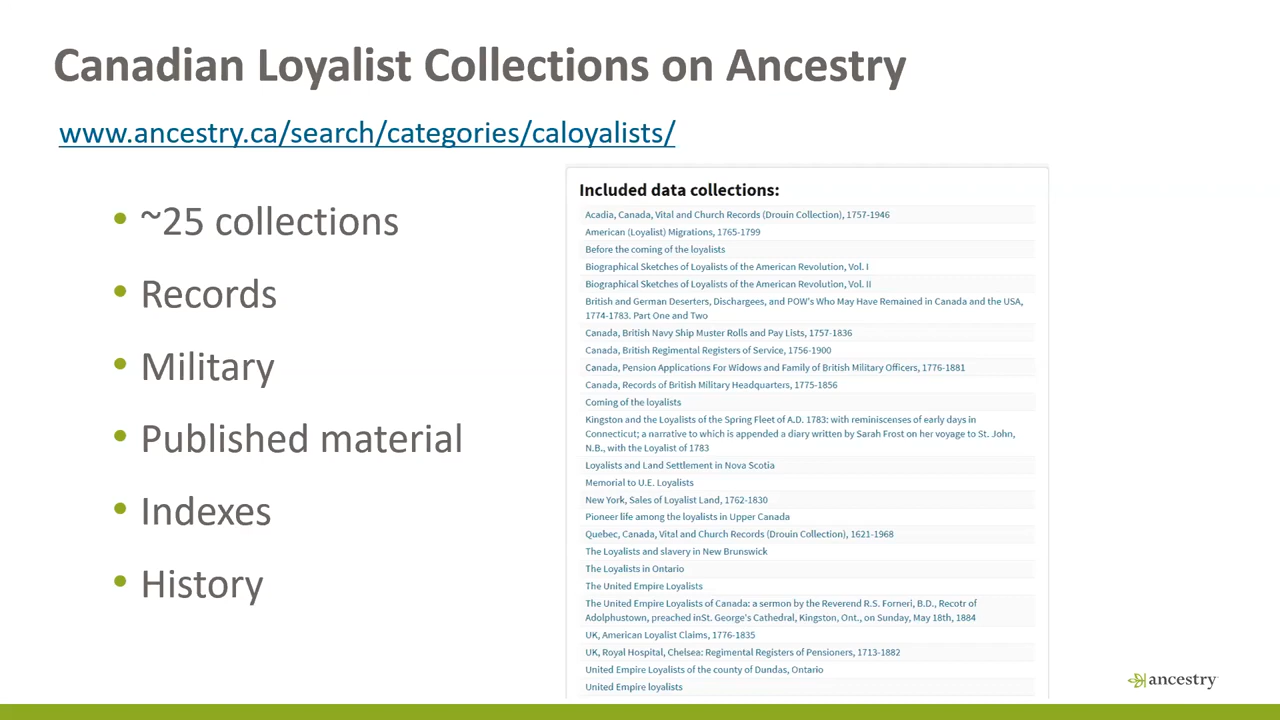 Canadian Loyalist Collections on Ancestry
www.ancestry.ca/search/categories/caloyalists/
• ~25 collections
• Records
• Military
• Published material
• Indexes
• History
Included data collections:
Acadia, Canada, Vital and Church Records (Drouin Collection), 1757-1946
American (Loyalist) Migrations, 1765-1799
Before the coming of the loyalists
Biographical Sketches of Loyalists of the American Revolution, Vol. I
Biographical Sketches of Loyalists of the American Revolution, Vol. II
British and German Deserters, Dischargees, and POW's Who May Have Remained in Canada and the USA,
1774-1783. Part One and Two
Canada, British Navy Ship Muster Rolls and Pay Lists, 1757-1836
Canada, British Regimental Registers of Service, 1756-1900
Canada, Pension Applications For Widows and Family of British Military Officers, 1776-1881
Canada, Records of British Military Headquarters, 1775-1856
Coming of the loyalists
Kingston and the Loyalists of the Spring Fleet of A.D. 1783: with reminiscenses of early days in
Connecticut; a narrative to which is appended a diary written by Sarah Frost on her voyage to St. John,
N.B., with the Loyalist of 1783
Loyalists and Land Settlement in Nova Scotia
Memorial to U.E. Loyalists
New York, Sales of Loyalist Land, 1762-1830
Pioneer life among the loyalists in Upper Canada
Quebec, Canada, Vital and Church Records (Drouin Collection), 1621-1968
The Loyalists and slavery in New Brunswick
The Loyalists in Ontario
The United Empire Loyalists
The United Empire Loyalists of Canada: a sermon by the Reverend R.S. Forneri, B.D., Recotr of
Adolphustown, preached inSt. George's Cathedral, Kingston, Ont., on Sunday, May 18th, 1884
UK, American Loyalist Claims, 1776-1835
UK, Royal Hospital, Chelsea: Regimental Registers of Pensioners, 1713-1882
United Empire Loyalists of the county of Dundas, Ontario
United Empire loyalists
ancestry